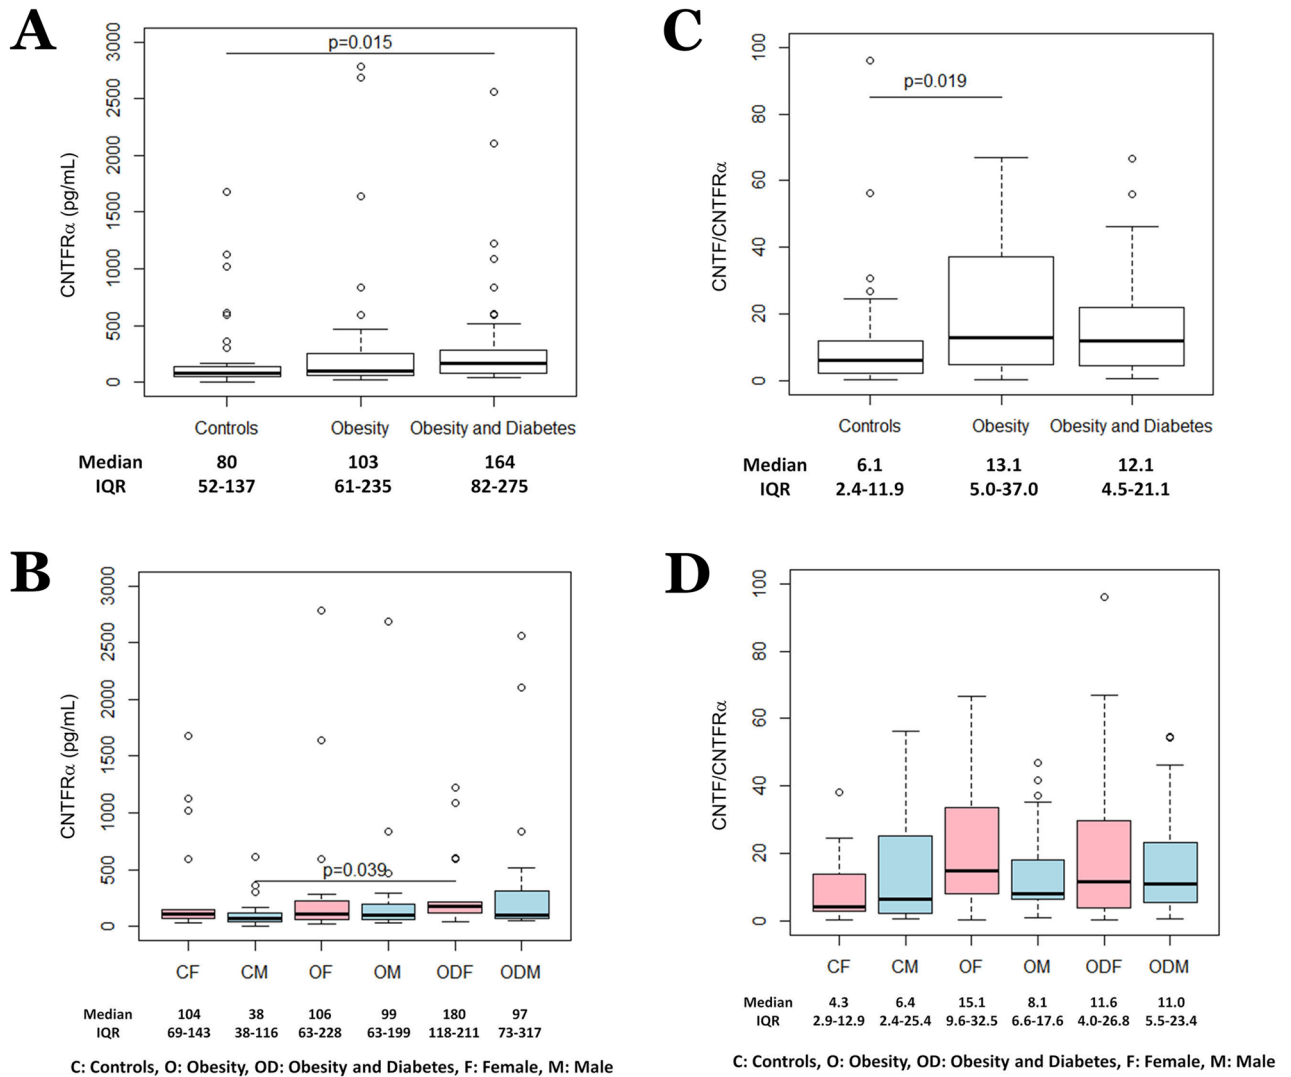 A
CNTFRα (pg/mL)
3000
2500
2000
1500
1000
500
0
p=0.015
Controls Obesity Obesity and Diabetes
Median 80 103 164
IQR 52-137 61-235 82-275
C
CNTF/CNTFRα
100
80
60
40
20
0
p=0.019
Controls Obesity Obesity and Diabetes
Median 6.1 13.1 12.1
IQR 2.4-11.9 5.0-37.0 4.5-21.1
B
CNTFRα (pg/mL)
3000
2500
2000
1500
1000
500
0
p=0.039
CF CM OF OM ODF ODM
Median 104 38 106 99 180 97
IQR 69-143 38-116 63-228 63-199 118-211 73-317
C: Controls, O: Obesity, OD: Obesity and Diabetes, F: Female, M: Male
D
CNTF/CNTFRα
100
80
60
40
20
0
CF CM OF OM ODF ODM
Median 4.3 6.4 15.1 8.1 11.6 11.0
IQR 2.9-12.9 2.4-25.4 9.6-32.5 6.6-17.6 4.0-26.8 5.5-23.4
C: Controls, O: Obesity, OD: Obesity and Diabetes, F: Female, M: Male